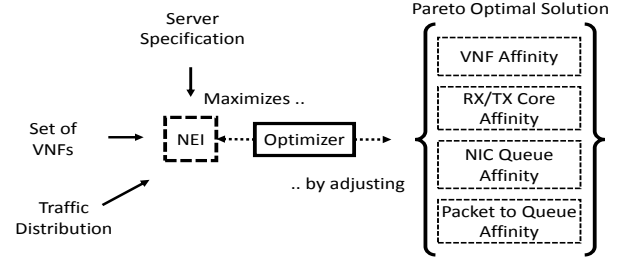 Pareto Optimal Solution
Server
Specification
VNF Affinity
Maximizes ..
RX/TX Core
Affinity
Set of
VNFs
NEI
Optimizer
NIC Queue
Affinity
.. by adjusting
Traffic
Distribution
Packet to Queue
Affinity